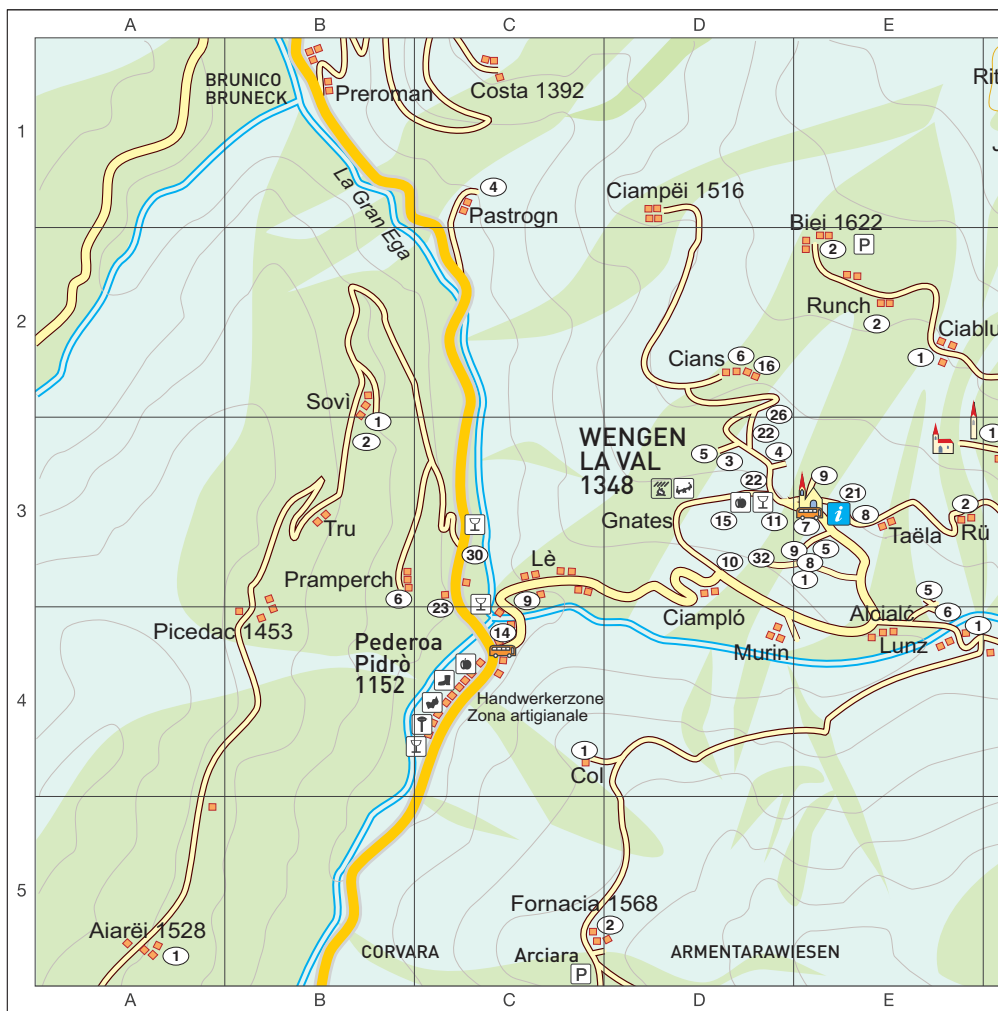 A B C D E
1
2
3
4
5
BRUNICO
BRUNECK
Preroman
Costa 1392
Rit
J
La Gran Ega
4
Pastrogn
Ciampëi 1516
Biei 1622
2
P
Runch
2
Ciablu
1
Cians
6
16
Sovì
1
2
26
22
5
3
4
WENGEN
LA VAL
1348
22
9
21
1
Gnates
15
11
7
i
8
Taëla
2
Rü
Tru
30
Lè
10
32
9
5
8
1
Pramperch
6
23
9
Ciampló
Alcialć
5
6
1
Picedac 1453
14
Murin
Lunz
Pederoa
Pidrò
1152
Handwerkerzone
Zona artigianale
1
Col
Fornacia 1568
2
Aiarëi 1528
1
CORVARA
Arciara
P
ARMENTARAWIESEN
A B C D E